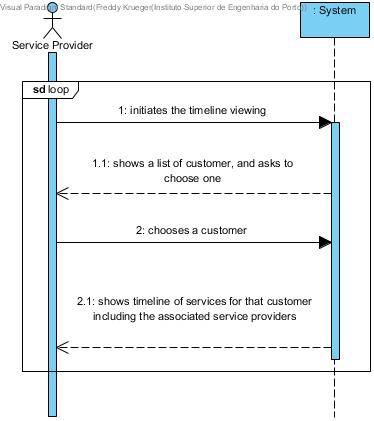 Visual Paradigm Standard(Freddy Krueger(Instituto Superior de Engenharia do Porto))
: System
Service Provider
sd loop
1: initiates the timeline viewing
1.1: shows a list of customer, and asks to
choose one
2: chooses a customer
2.1: shows timeline of services for that customer
including the associated service providers